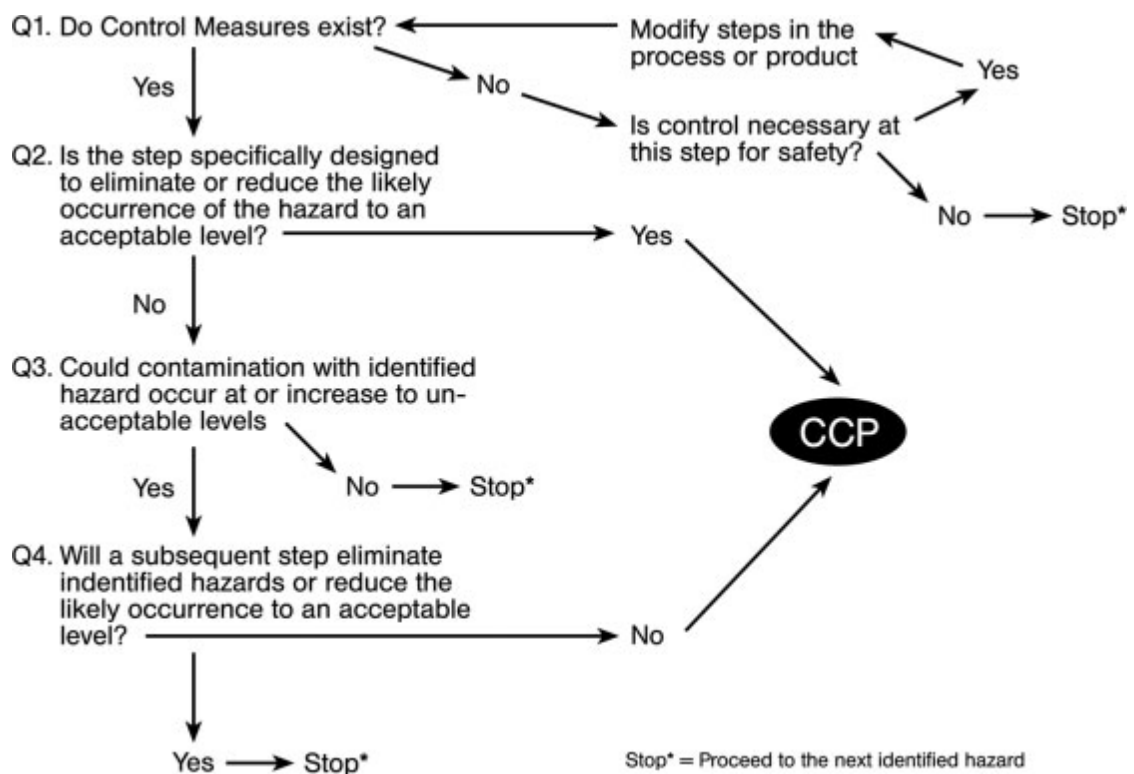 Q1. Do Control Measures exist?
Modify steps in the
process or product
Yes
No
Yes
Is control necessary at
this step for safety?
No
Stop*
Q2. Is the step specifically designed
to eliminate or reduce the likely
occurrence of the hazard to an
acceptable level?
Yes
No
Q3. Could contamination with identified
hazard occur at or increase to un-
acceptable levels
CCP
No
Stop*
Yes
Q4. Will a subsequent step eliminate
indentified hazards or reduce the
likely occurrence to an acceptable
level?
No
Yes
Stop*
Stop* = Proceed to the next identified hazard